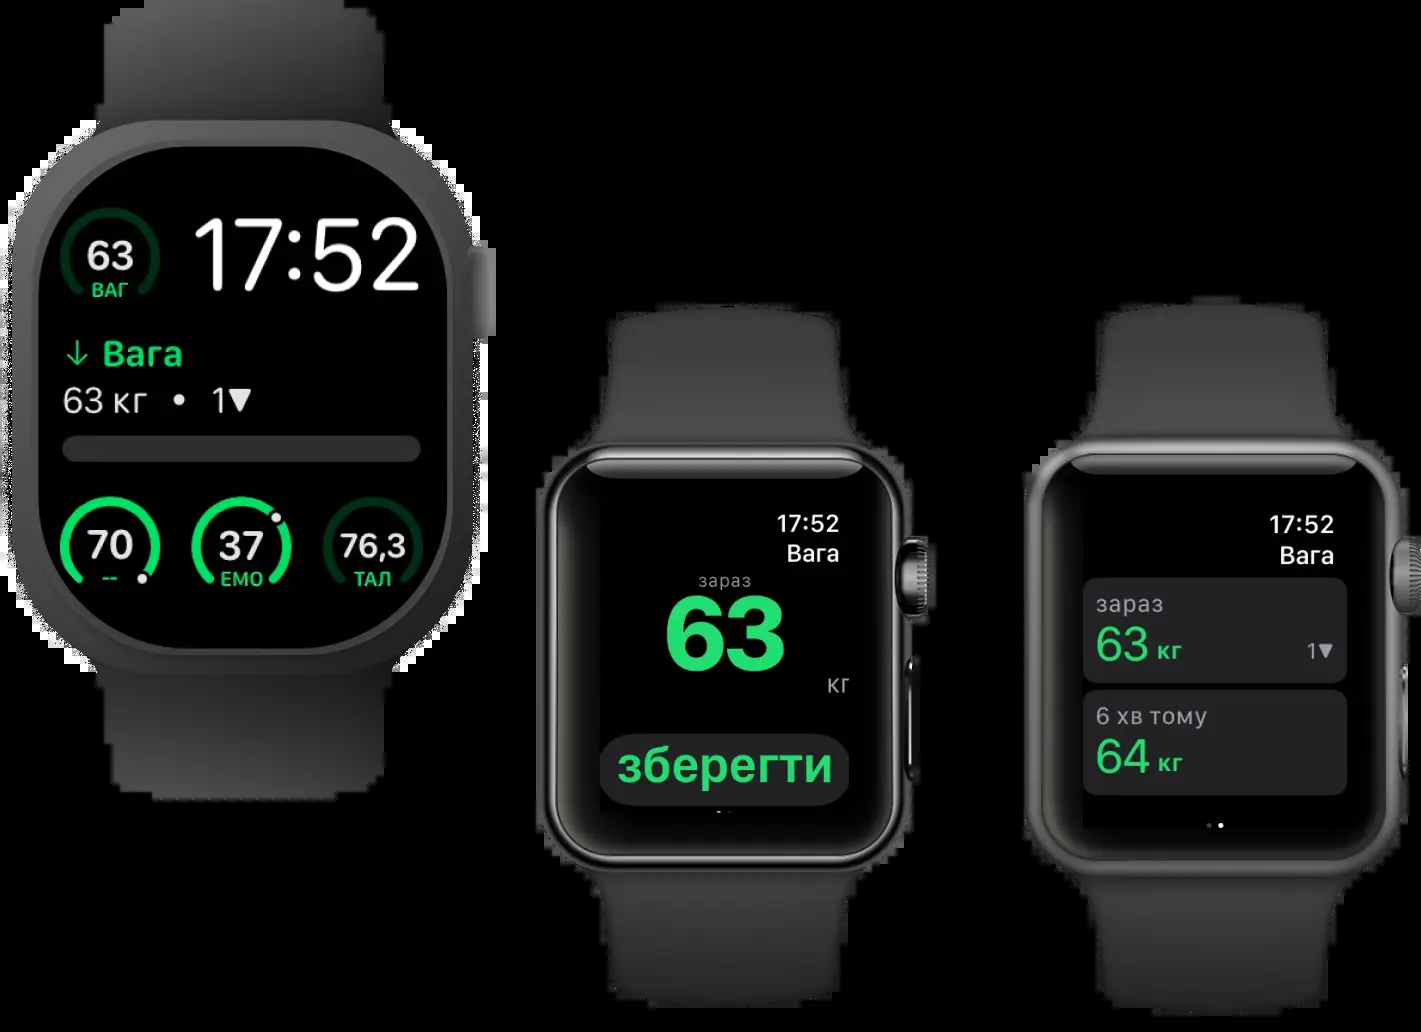 63
ВАГ
17:52
↓ Вага
63 кг • 1▼
70
--
37
ЕМО
76,3
ТАЛ
17:52
Вага
зараз
63
кг
зберегти
17:52
Вага
зараз
63 кг 1▼
6 хв тому
64 кг